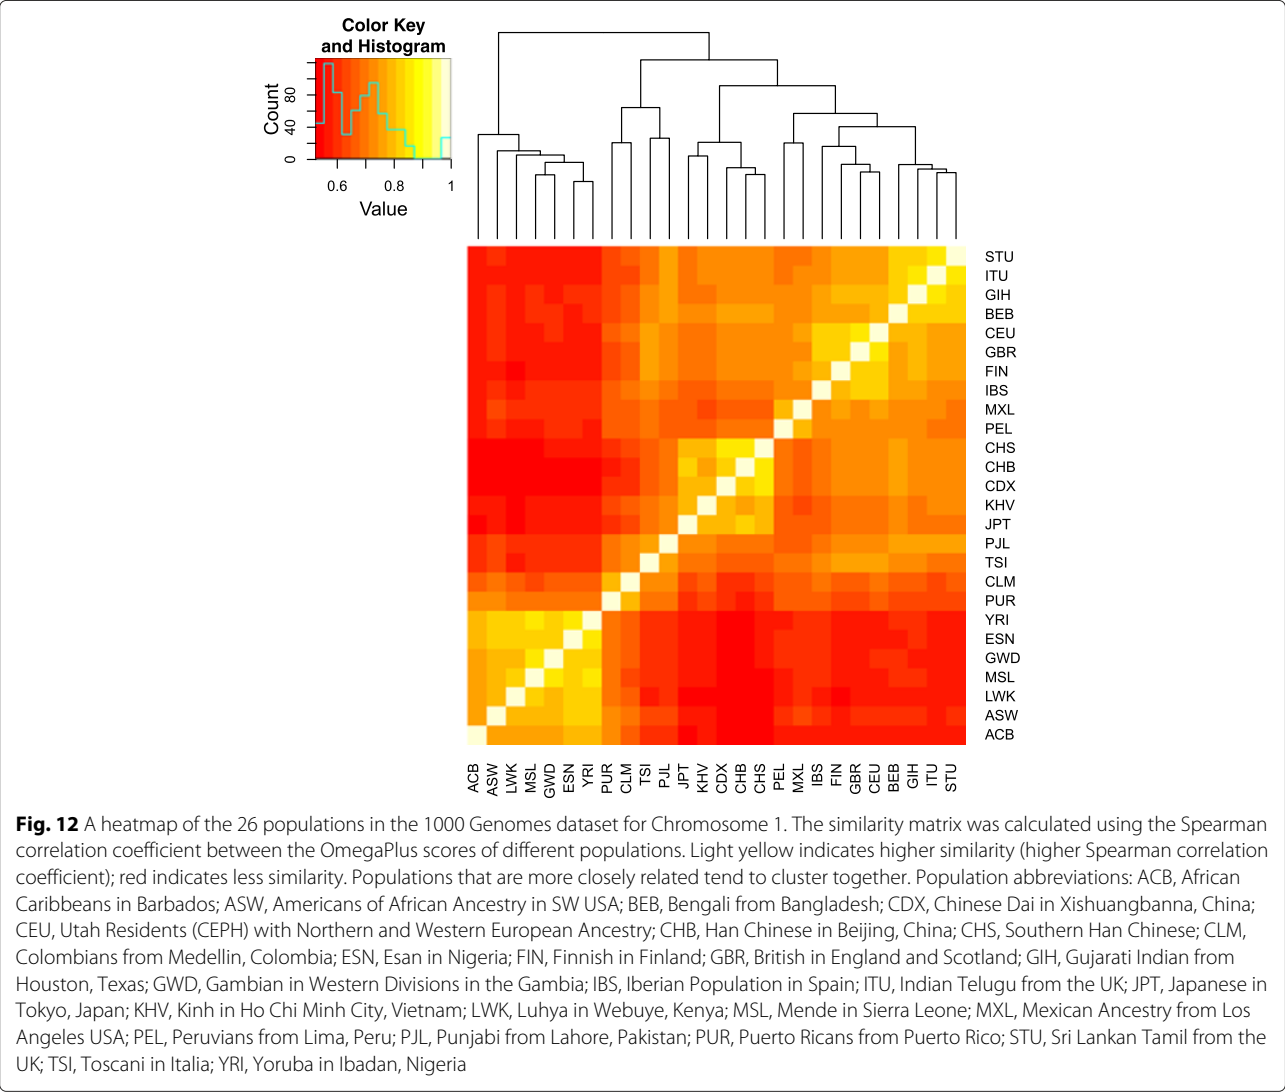 Color Key
and Histogram
Count
0 40 80
0.6 0.8 1
Value
STU
ITU
GIH
BEB
CEU
GBR
FIN
IBS
MXL
PEL
CHS
CHB
CDX
KHV
JPT
PJL
TSI
CLM
PUR
YRI
ESN
GWD
MSL
LWK
ASW
ACB
ACB ASW LWK MSL GWD ESN YRI PUR CLM TSI PJL JPT KHV CDX CHB CHS PEL MXL IBS FIN GBR CEU BEB GIH ITU STU
Fig. 12 A heatmap of the 26 populations in the 1000 Genomes dataset for Chromosome 1. The similarity matrix was calculated using the Spearman
correlation coefficient between the OmegaPlus scores of different populations. Light yellow indicates higher similarity (higher Spearman correlation
coefficient); red indicates less similarity. Populations that are more closely related tend to cluster together. Population abbreviations: ACB, African
Caribbeans in Barbados; ASW, Americans of African Ancestry in SW USA; BEB, Bengali from Bangladesh; CDX, Chinese Dai in Xishuangbanna, China;
CEU, Utah Residents (CEPH) with Northern and Western European Ancestry; CHB, Han Chinese in Beijing, China; CHS, Southern Han Chinese; CLM,
Colombians from Medellin, Colombia; ESN, Esan in Nigeria; FIN, Finnish in Finland; GBR, British in England and Scotland; GIH, Gujarati Indian from
Houston, Texas; GWD, Gambian in Western Divisions in the Gambia; IBS, Iberian Population in Spain; ITU, Indian Telugu from the UK; JPT, Japanese in
Tokyo, Japan; KHV, Kinh in Ho Chi Minh City, Vietnam; LWK, Luhya in Webuye, Kenya; MSL, Mende in Sierra Leone; MXL, Mexican Ancestry from Los
Angeles USA; PEL, Peruvians from Lima, Peru; PJL, Punjabi from Lahore, Pakistan; PUR, Puerto Ricans from Puerto Rico; STU, Sri Lankan Tamil from the
UK; TSI, Toscani in Italia; YRI, Yoruba in Ibadan, Nigeria